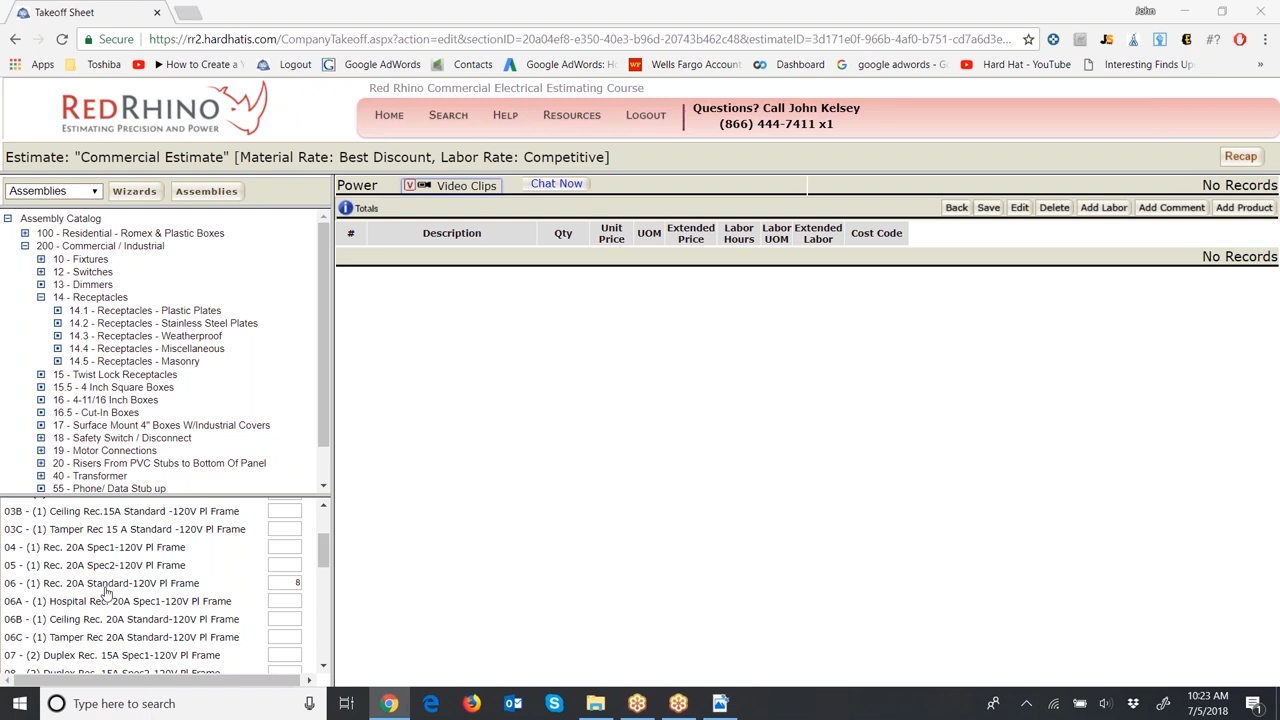 Takeoff Sheet
John
Secure
https://rr2.hardhatis.com/CompanyTakeoff.aspx?action=edit&sectionID=20a04ef8-e350-40e3-b96d-20743b462c48&estimateID=3d171e0f-966b-4af0-b751-cd7a6d3e...
Apps Toshiba ► How to Create a Logout Google AdWords Contacts Google AdWords: Ho Wells Fargo Account Dashboard google adwords - Go Hard Hat - YouTube Interesting Finds Up
REDRHINO
ESTIMATING PRECISION AND POWER
Red Rhino Commercial Electrical Estimating Course
HOME SEARCH HELP RESOURCES LOGOUT
Questions? Call John Kelsey
(866) 444-7411 x1
Estimate: "Commercial Estimate" [Material Rate: Best Discount, Labor Rate: Competitive]
Recap
Assemblies Wizards Assemblies
Power V Video Clips Chat Now No Records
Totals Back Save Edit Delete Add Labor Add Comment Add Product
# Description Qty Unit Price UOM Extended Price Labor Hours Labor UOM Extended Labor Cost Code
No Records
Assembly Catalog
100 - Residential - Romex & Plastic Boxes
200 - Commercial / Industrial
10 - Fixtures
12 - Switches
13 - Dimmers
14 - Receptacles
14.1 - Receptacles - Plastic Plates
14.2 - Receptacles - Stainless Steel Plates
14.3 - Receptacles - Weatherproof
14.4 - Receptacles - Miscellaneous
14.5 - Receptacles - Masonry
15 - Twist Lock Receptacles
15.5 - 4 Inch Square Boxes
16 - 4-11/16 Inch Boxes
16.5 - Cut-In Boxes
17 - Surface Mount 4" Boxes W/Industrial Covers
18 - Safety Switch / Disconnect
19 - Motor Connections
20 - Risers From PVC Stubs to Bottom Of Panel
40 - Transformer
55 - Phone/ Data Stub up
03B - (1) Ceiling Rec.15A Standard -120V Pl Frame
03C - (1) Tamper Rec 15 A Standard -120V Pl Frame
04 - (1) Rec. 20A Spec1-120V Pl Frame
05 - (1) Rec. 20A Spec2-120V Pl Frame
06 - (1) Rec. 20A Standard-120V Pl Frame 8
06A - (1) Hospital Rec. 20A Spec1-120V Pl Frame
06B - (1) Ceiling Rec. 20A Standard-120V Pl Frame
06C - (1) Tamper Rec 20A Standard-120V Pl Frame
07 - (2) Duplex Rec. 15A Spec1-120V Pl Frame
08 - (2) Duplex Rec. 15A Spec2-120V Pl Frame
Type here to search
10:23 AM
7/5/2018